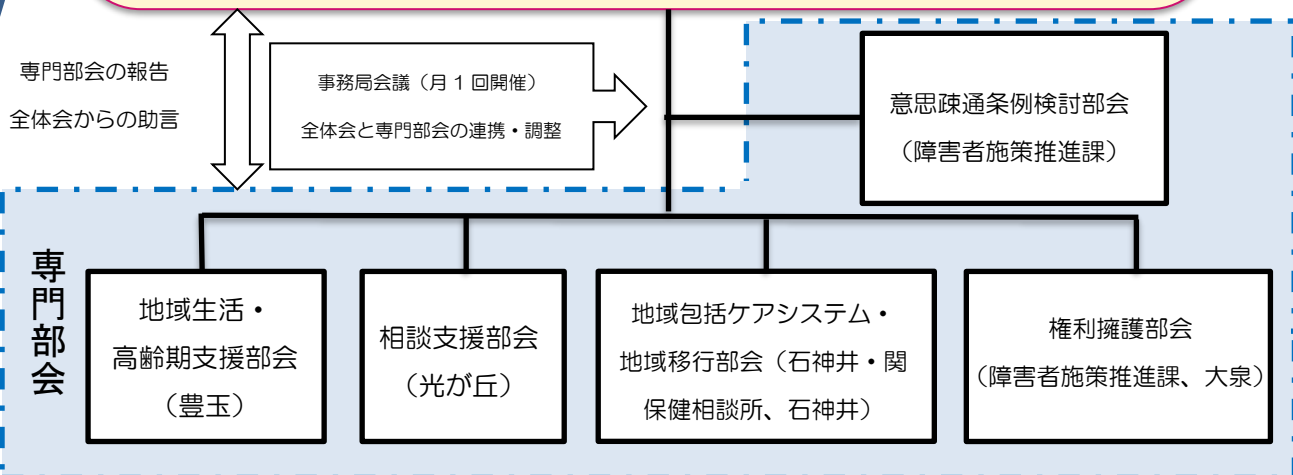 専門部会の報告
全体会からの助言
事務局会議（月１回開催）
全体会と専門部会の連携・調整
意思疎通条例検討部会
（障害者施策推進課）
専門部会
地域生活・
高齢期支援部会
（豊玉）
相談支援部会
（光が丘）
地域包括ケアシステム・
地域移行部会（石神井・関
保健相談所、石神井）
権利擁護部会
（障害者施策推進課、大泉）